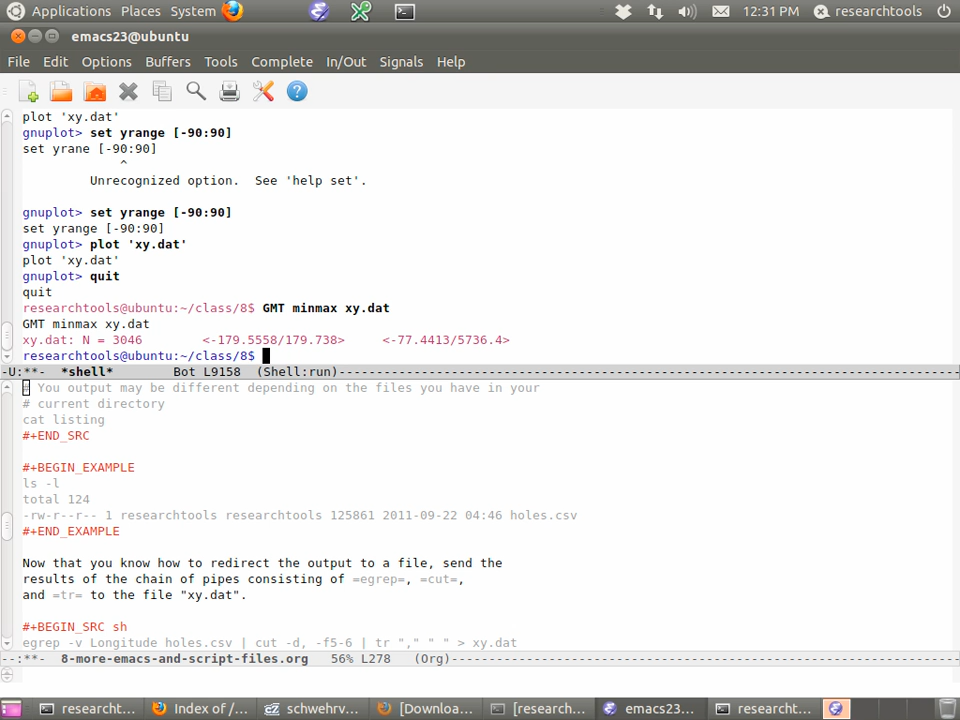 Applications Places System 12:31 PM researchtools
emacs23@ubuntu
File Edit Options Buffers Tools Complete In/Out Signals Help
plot 'xy.dat'
gnuplot> set yrange [-90:90]
set yrane [-90:90]
^
Unrecognized option.  See 'help set'.
gnuplot> set yrange [-90:90]
set yrange [-90:90]
gnuplot> plot 'xy.dat'
plot 'xy.dat'
gnuplot> quit
quit
researchtools@ubuntu:~/class/8$ GMT minmax xy.dat
GMT minmax xy.dat
xy.dat: N = 3046        <-179.5558/179.738>     <-77.4413/5736.4>
researchtools@ubuntu:~/class/8$
-U:**-  *shell*        Bot L9158  (Shell:run)--------------------------------------------------
# You output may be different depending on the files you have in your
# current directory
cat listing
#+END_SRC
#+BEGIN_EXAMPLE
ls -l
total 124
-rw-r--r-- 1 researchtools researchtools 125861 2011-09-22 04:46 holes.csv
#+END_EXAMPLE
Now that you know how to redirect the output to a file, send the
results of the chain of pipes consisting of =egrep=, =cut=,
and =tr= to the file "xy.dat".
#+BEGIN_SRC sh
egrep -v Longitude holes.csv | cut -d, -f5-6 | tr "," " " > xy.dat
--:**-  8-more-emacs-and-script-files.org   56% L278   (Org)--------------------------------------------------
researcht... Index of /... schwehrv... [Downloa... [research... emacs23... researcht...